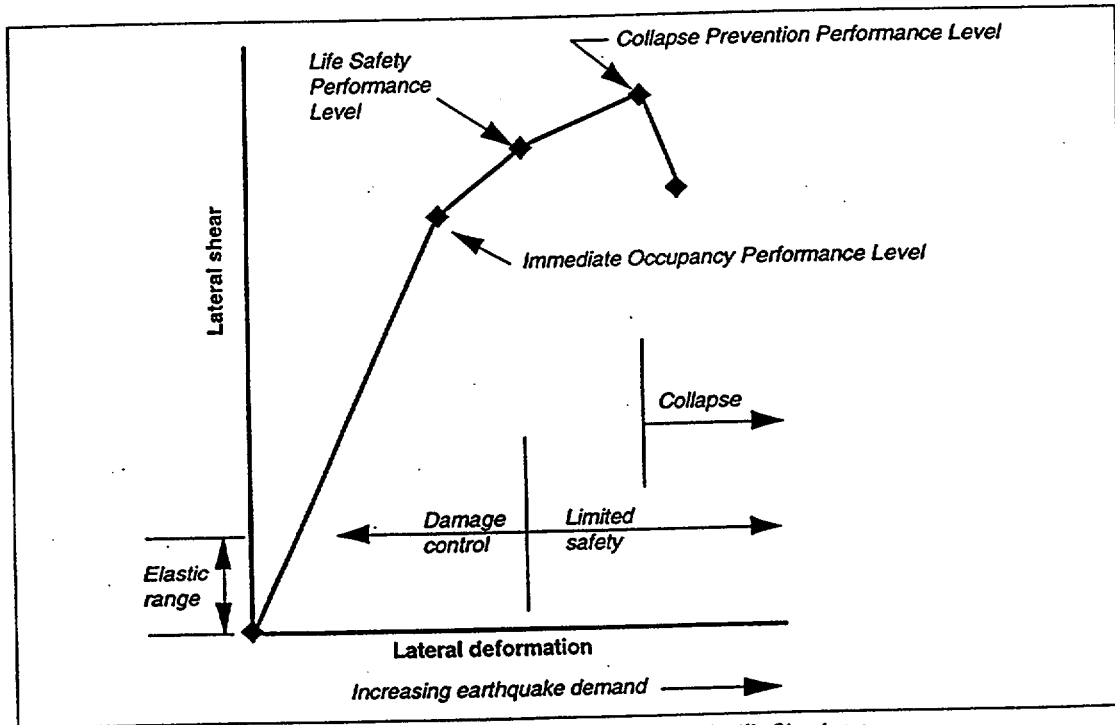 Collapse Prevention Performance Level
Life Safety
Performance
Level
Immediate Occupancy Performance Level
Lateral shear
Collapse
Damage
control
Limited
safety
Elastic
range
Lateral deformation
Increasing earthquake demand